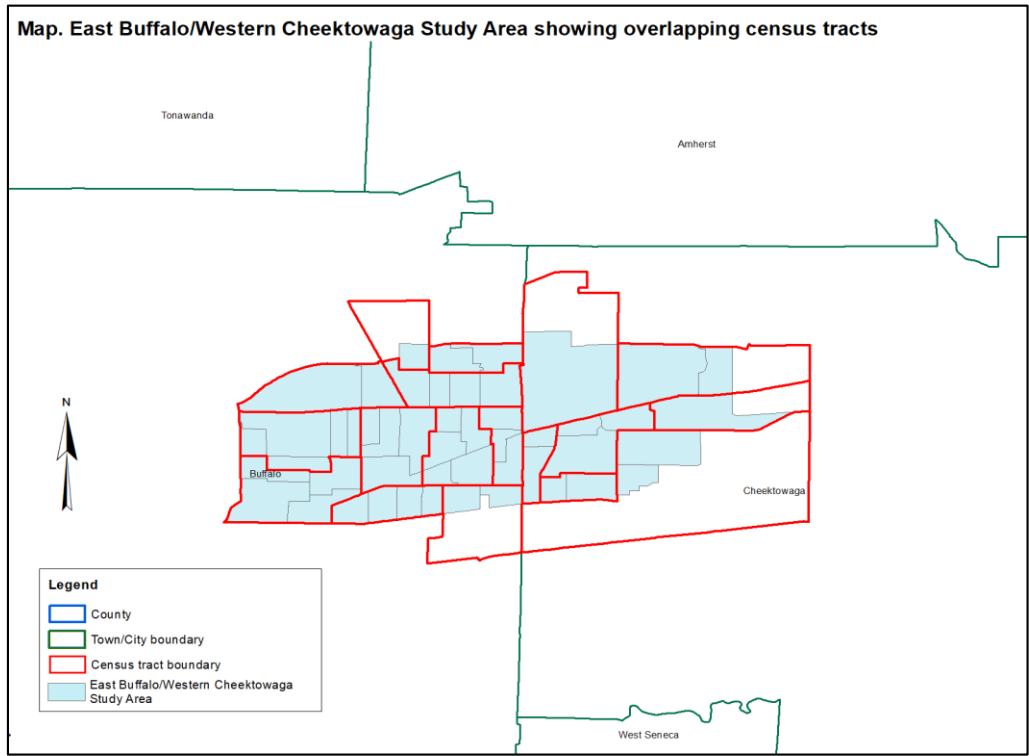 Map. East Buffalo/Western Cheektowaga Study Area showing overlapping census tracts
Tonawanda
Amherst
N
Buffalo
Cheektowaga
Legend
County
Town/City boundary
Census tract boundary
East Buffalo/Western Cheektowaga
Study Area
West Seneca